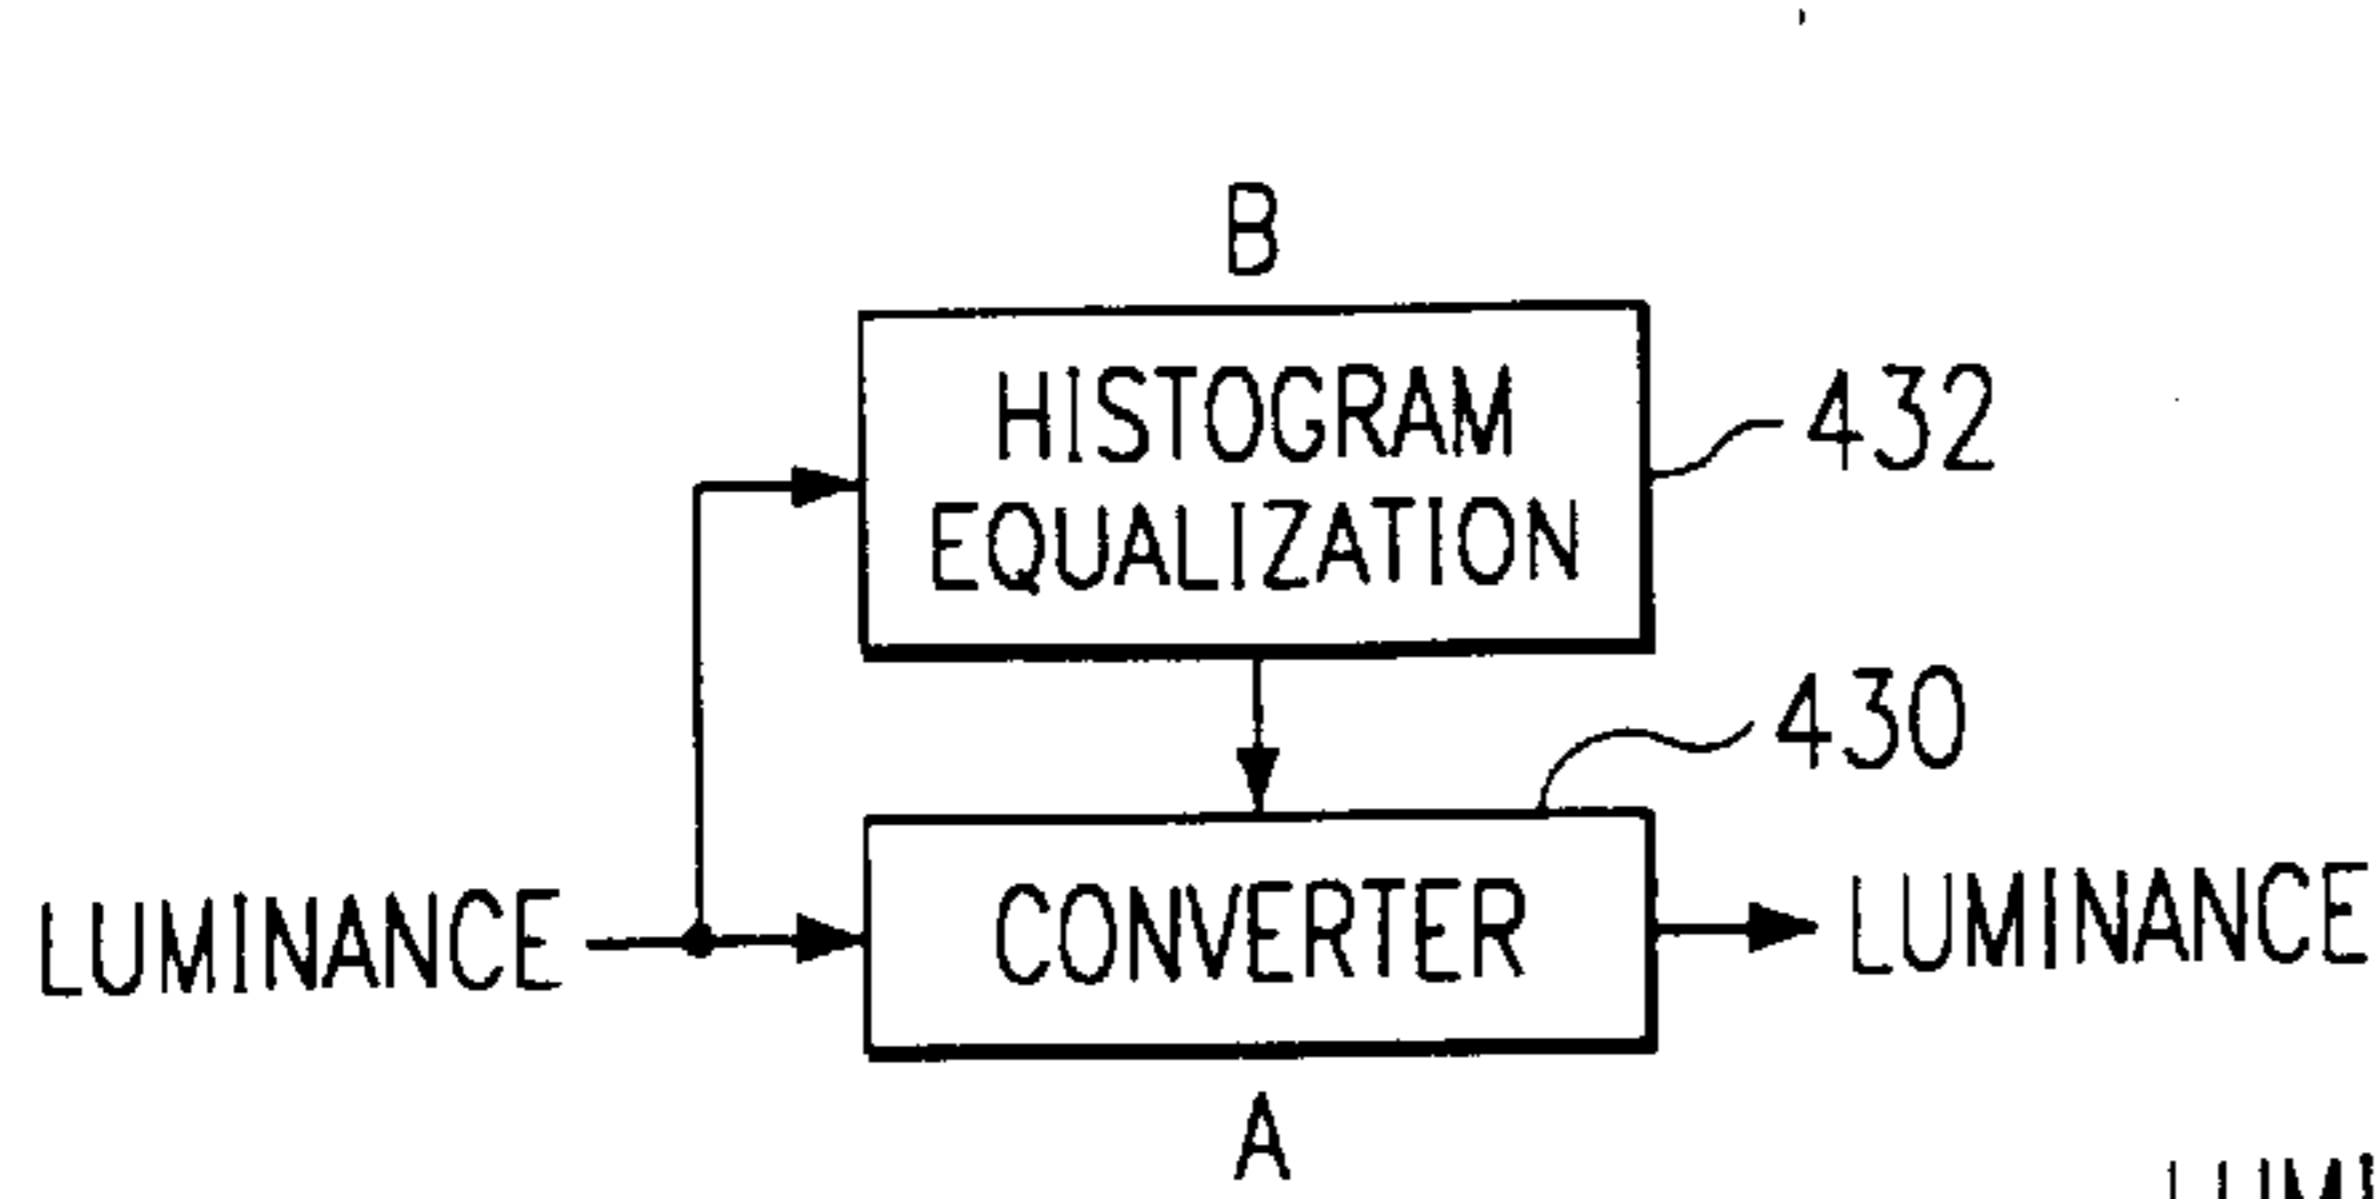 B
HISTOGRAM
EQUALIZATION
432
430
LUMINANCE
CONVERTER
LUMINANCE
A